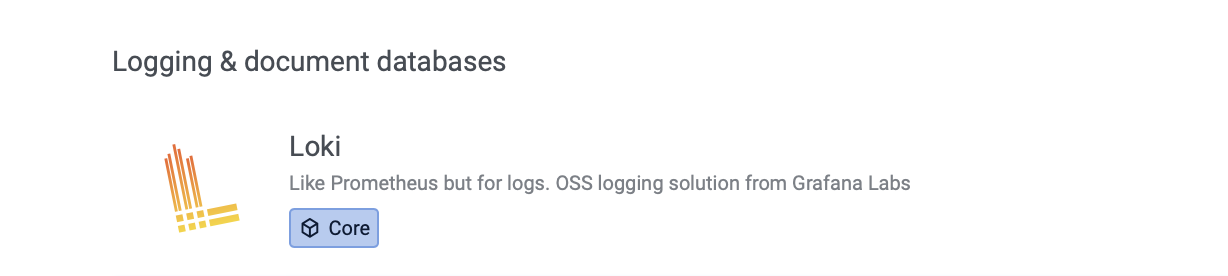 Logging & document databases
Loki
Like Prometheus but for logs. OSS logging solution from Grafana Labs
Core